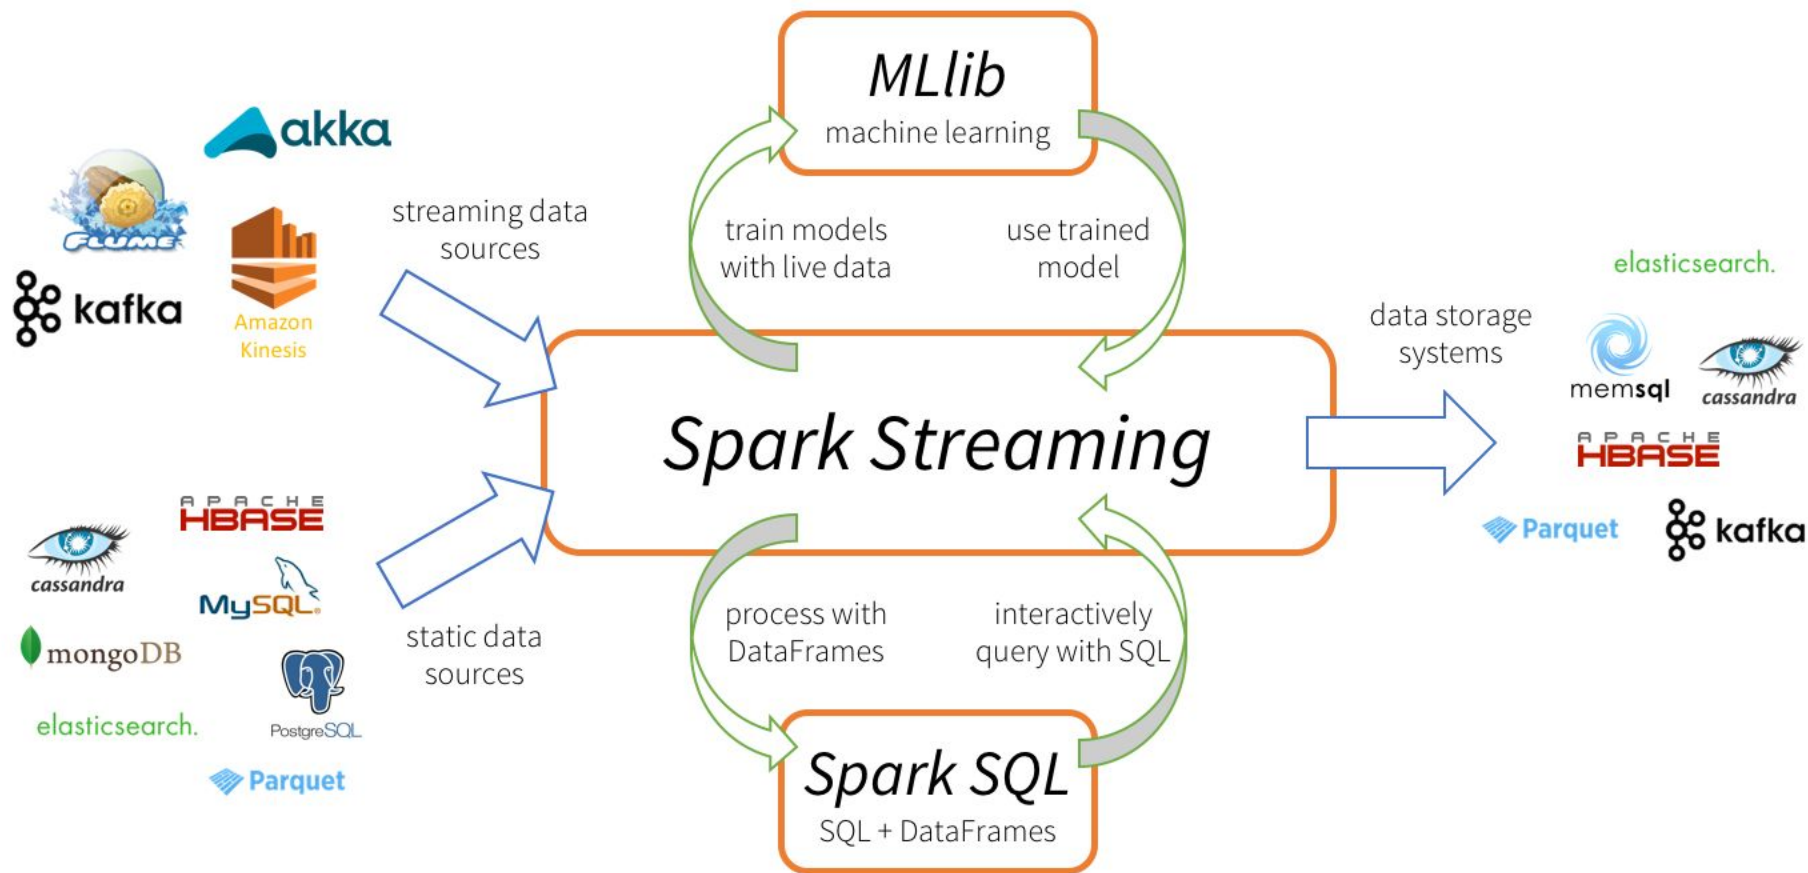 MLlib
machine learning
akka
FLUME
kafka
Amazon
Kinesis
streaming data
sources
train models
with live data
use trained
model
Spark Streaming
data storage
systems
elasticsearch.
memsql
cassandra
APACHE
HBASE
Parquet
kafka
APACHE
HBASE
cassandra
MySQL®
mongoDB
PostgreSQL
elasticsearch.
Parquet
static data
sources
process with
DataFrames
interactively
query with SQL
Spark SQL
SQL + DataFrames